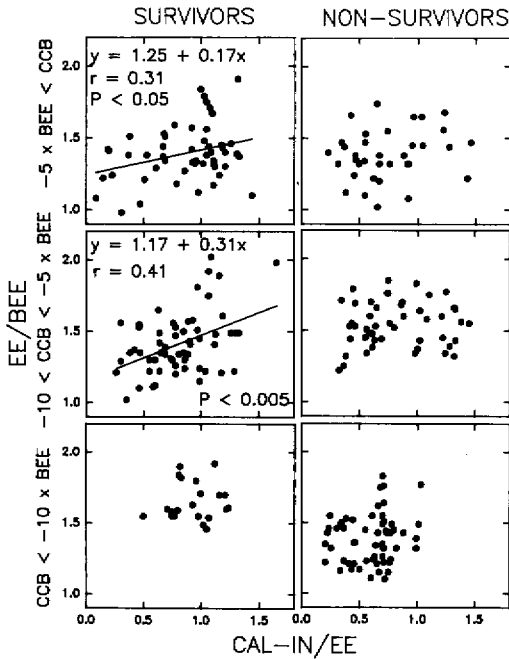 SURVIVORS
NON-SURVIVORS
-5 x BEE < CCB
2.0
1.5
1.0
y = 1.25 + 0.17x
r = 0.31
P < 0.05
EE/BEE
-10 < CCB < -5 x BEE
2.0
1.5
1.0
y = 1.17 + 0.31x
r = 0.41
P < 0.005
CCB < -10 x BEE
2.0
1.5
1.0
0.0 0.5 1.0 1.5
0.0 0.5 1.0 1.5
CAL-IN/EE